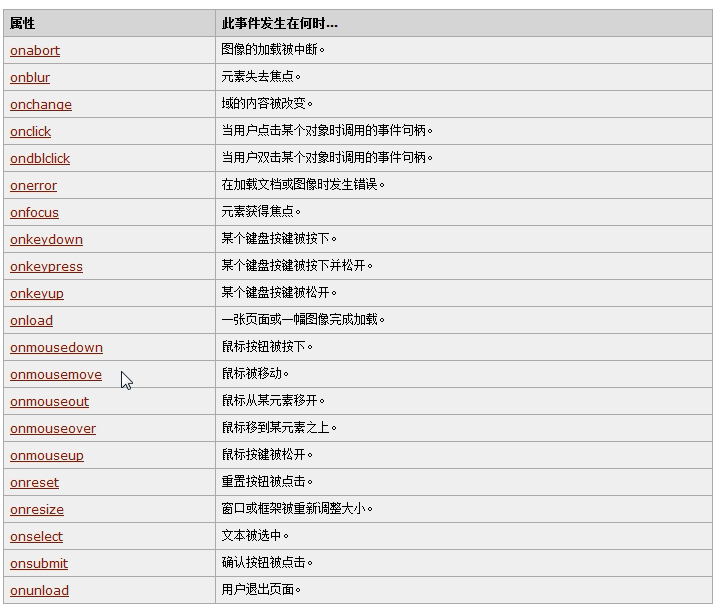 属性 此事件发生在何时...
onabort 图像的加载被中断。
onblur 元素失去焦点。
onchange 域的内容被改变。
onclick 当用户点击某个对象时调用的事件句柄。
ondblclick 当用户双击某个对象时调用的事件句柄。
onerror 在加载文档或图像时发生错误。
onfocus 元素获得焦点。
onkeydown 某个键盘按键被按下。
onkeypress 某个键盘按键被按下并松开。
onkeyup 某个键盘按键被松开。
onload 一张页面或一幅图像完成加载。
onmousedown 鼠标按钮被按下。
onmousemove 鼠标被移动。
onmouseout 鼠标从某元素移开。
onmouseover 鼠标移到某元素之上。
onmouseup 鼠标按键被松开。
onreset 重置按钮被点击。
onresize 窗口或框架被重新调整大小。
onselect 文本被选中。
onsubmit 确认按钮被点击。
onunload 用户退出页面。